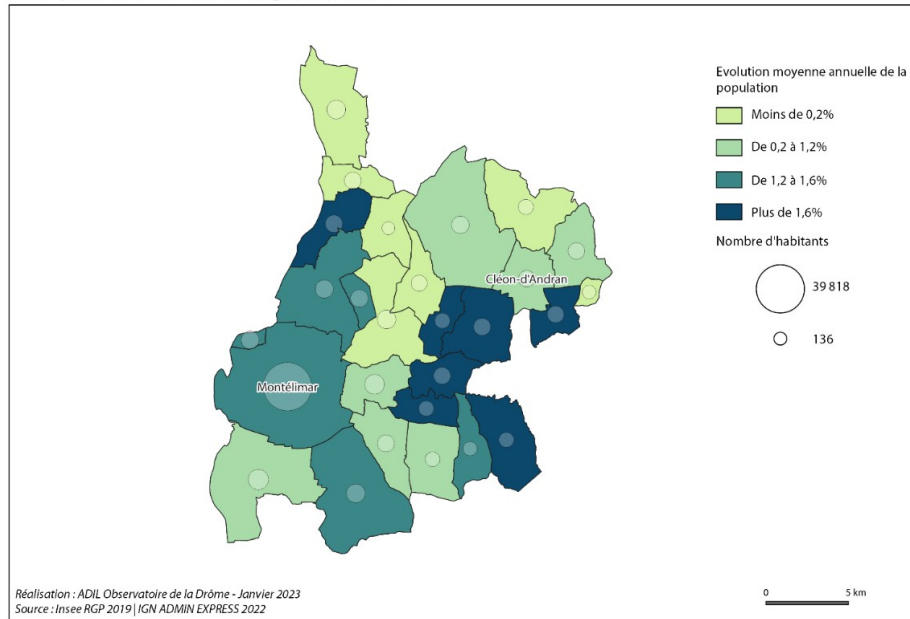 Evolution moyenne annuelle de la
population
Moins de 0,2%
De 0,2 à 1,2%
De 1,2 à 1,6%
Plus de 1,6%
Nombre d'habitants
39 818
136
Cléon-d'Andran
Montélimar
Réalisation : ADIL Observatoire de la Drôme - Janvier 2023
Source : Insee RGP 2019 | IGN ADMIN EXPRESS 2022
0 5 km